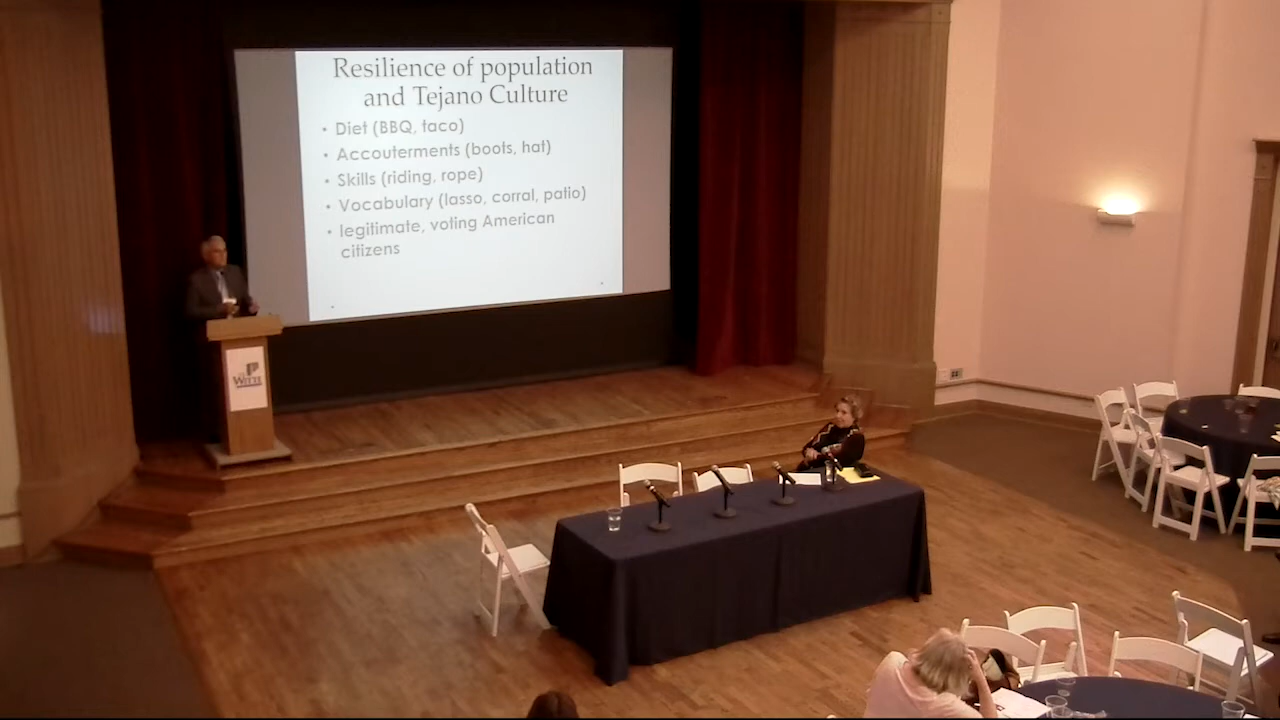 Resilience of population
and Tejano Culture
• Diet (BBQ, taco)
• Accouterments (boots, hat)
• Skills (riding, rope)
• Vocabulary (lasso, corral, patio)
• legitimate, voting American
citizens
WITTE